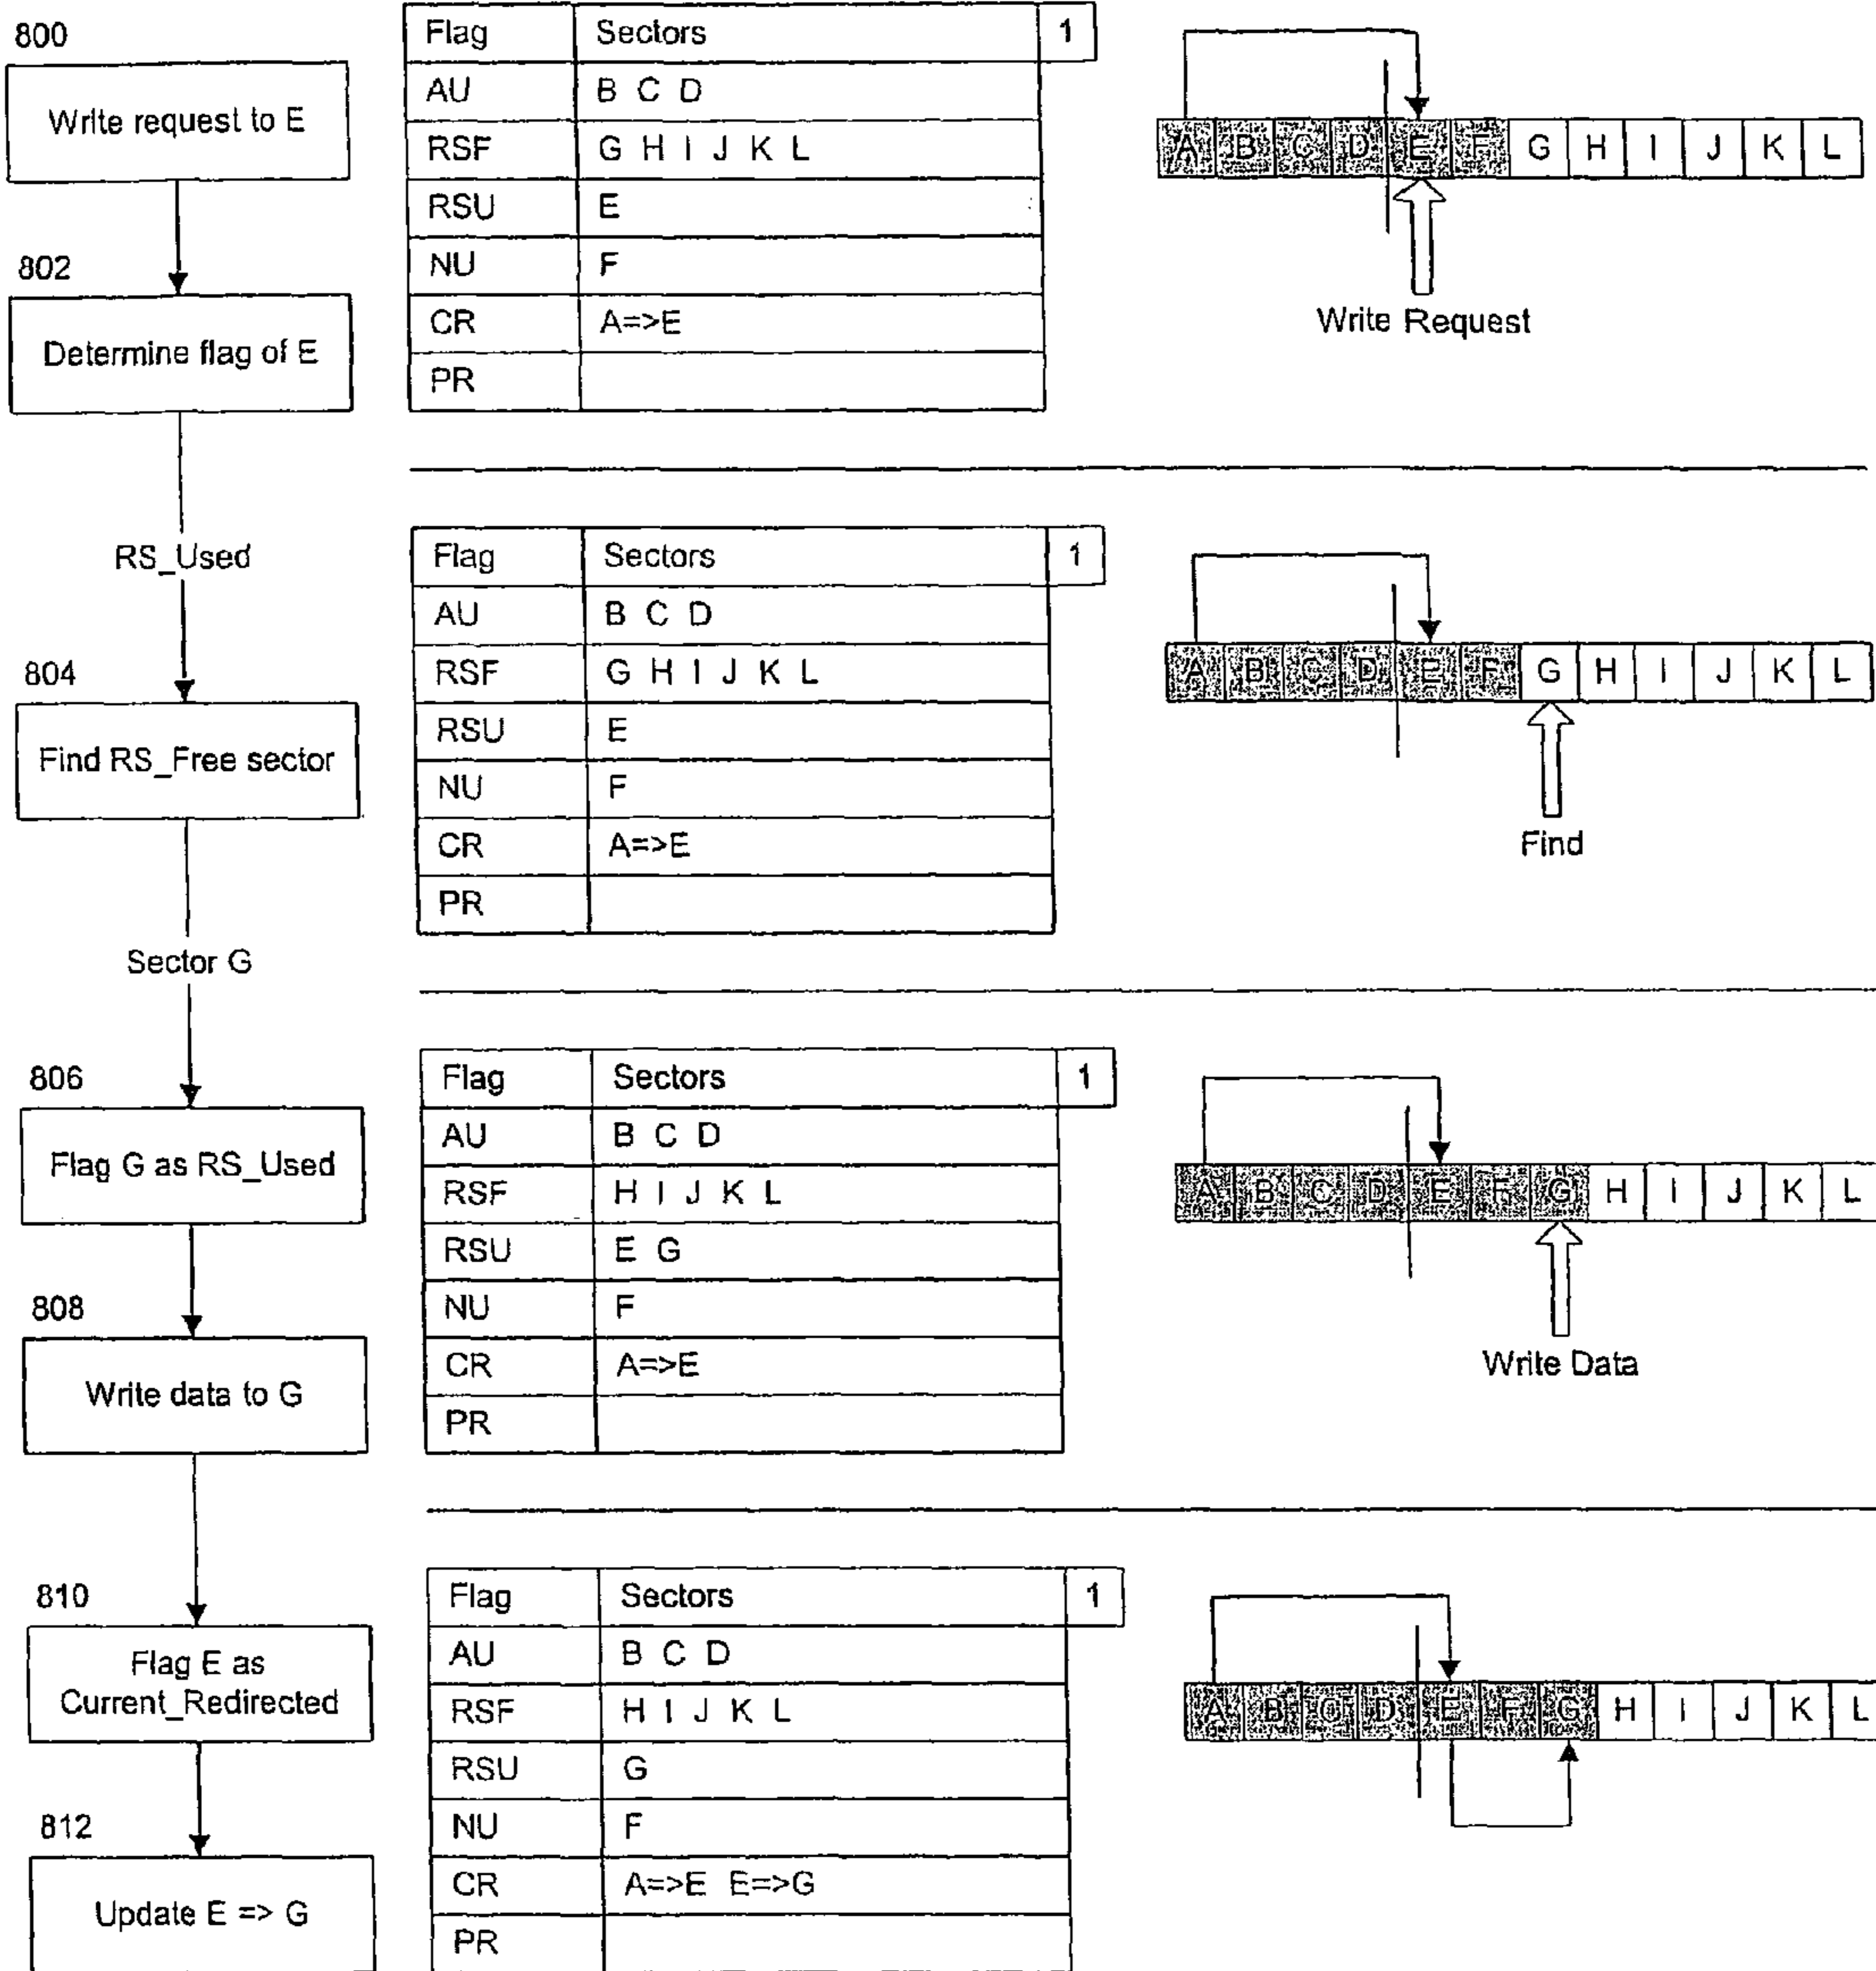 800
Write request to E
802
Determine flag of E
RS_Used
804
Find RS_Free sector
Sector G
806
Flag G as RS_Used
808
Write data to G
810
Flag E as
Current_Redirected
812
Update E => G
Flag Sectors 1
AU B C D
RSF G H I J K L
RSU E
NU F
CR A=>E
PR
A B C D E F G H I J K L
Write Request
Flag Sectors 1
AU B C D
RSF G H I J K L
RSU E
NU F
CR A=>E
PR
A B C D E F G H I J K L
Find
Flag Sectors 1
AU B C D
RSF H I J K L
RSU E G
NU F
CR A=>E
PR
A B C D E F G H I J K L
Write Data
Flag Sectors 1
AU B C D
RSF H I J K L
RSU G
NU F
CR A=>E E=>G
PR
A B C D E F G H I J K L